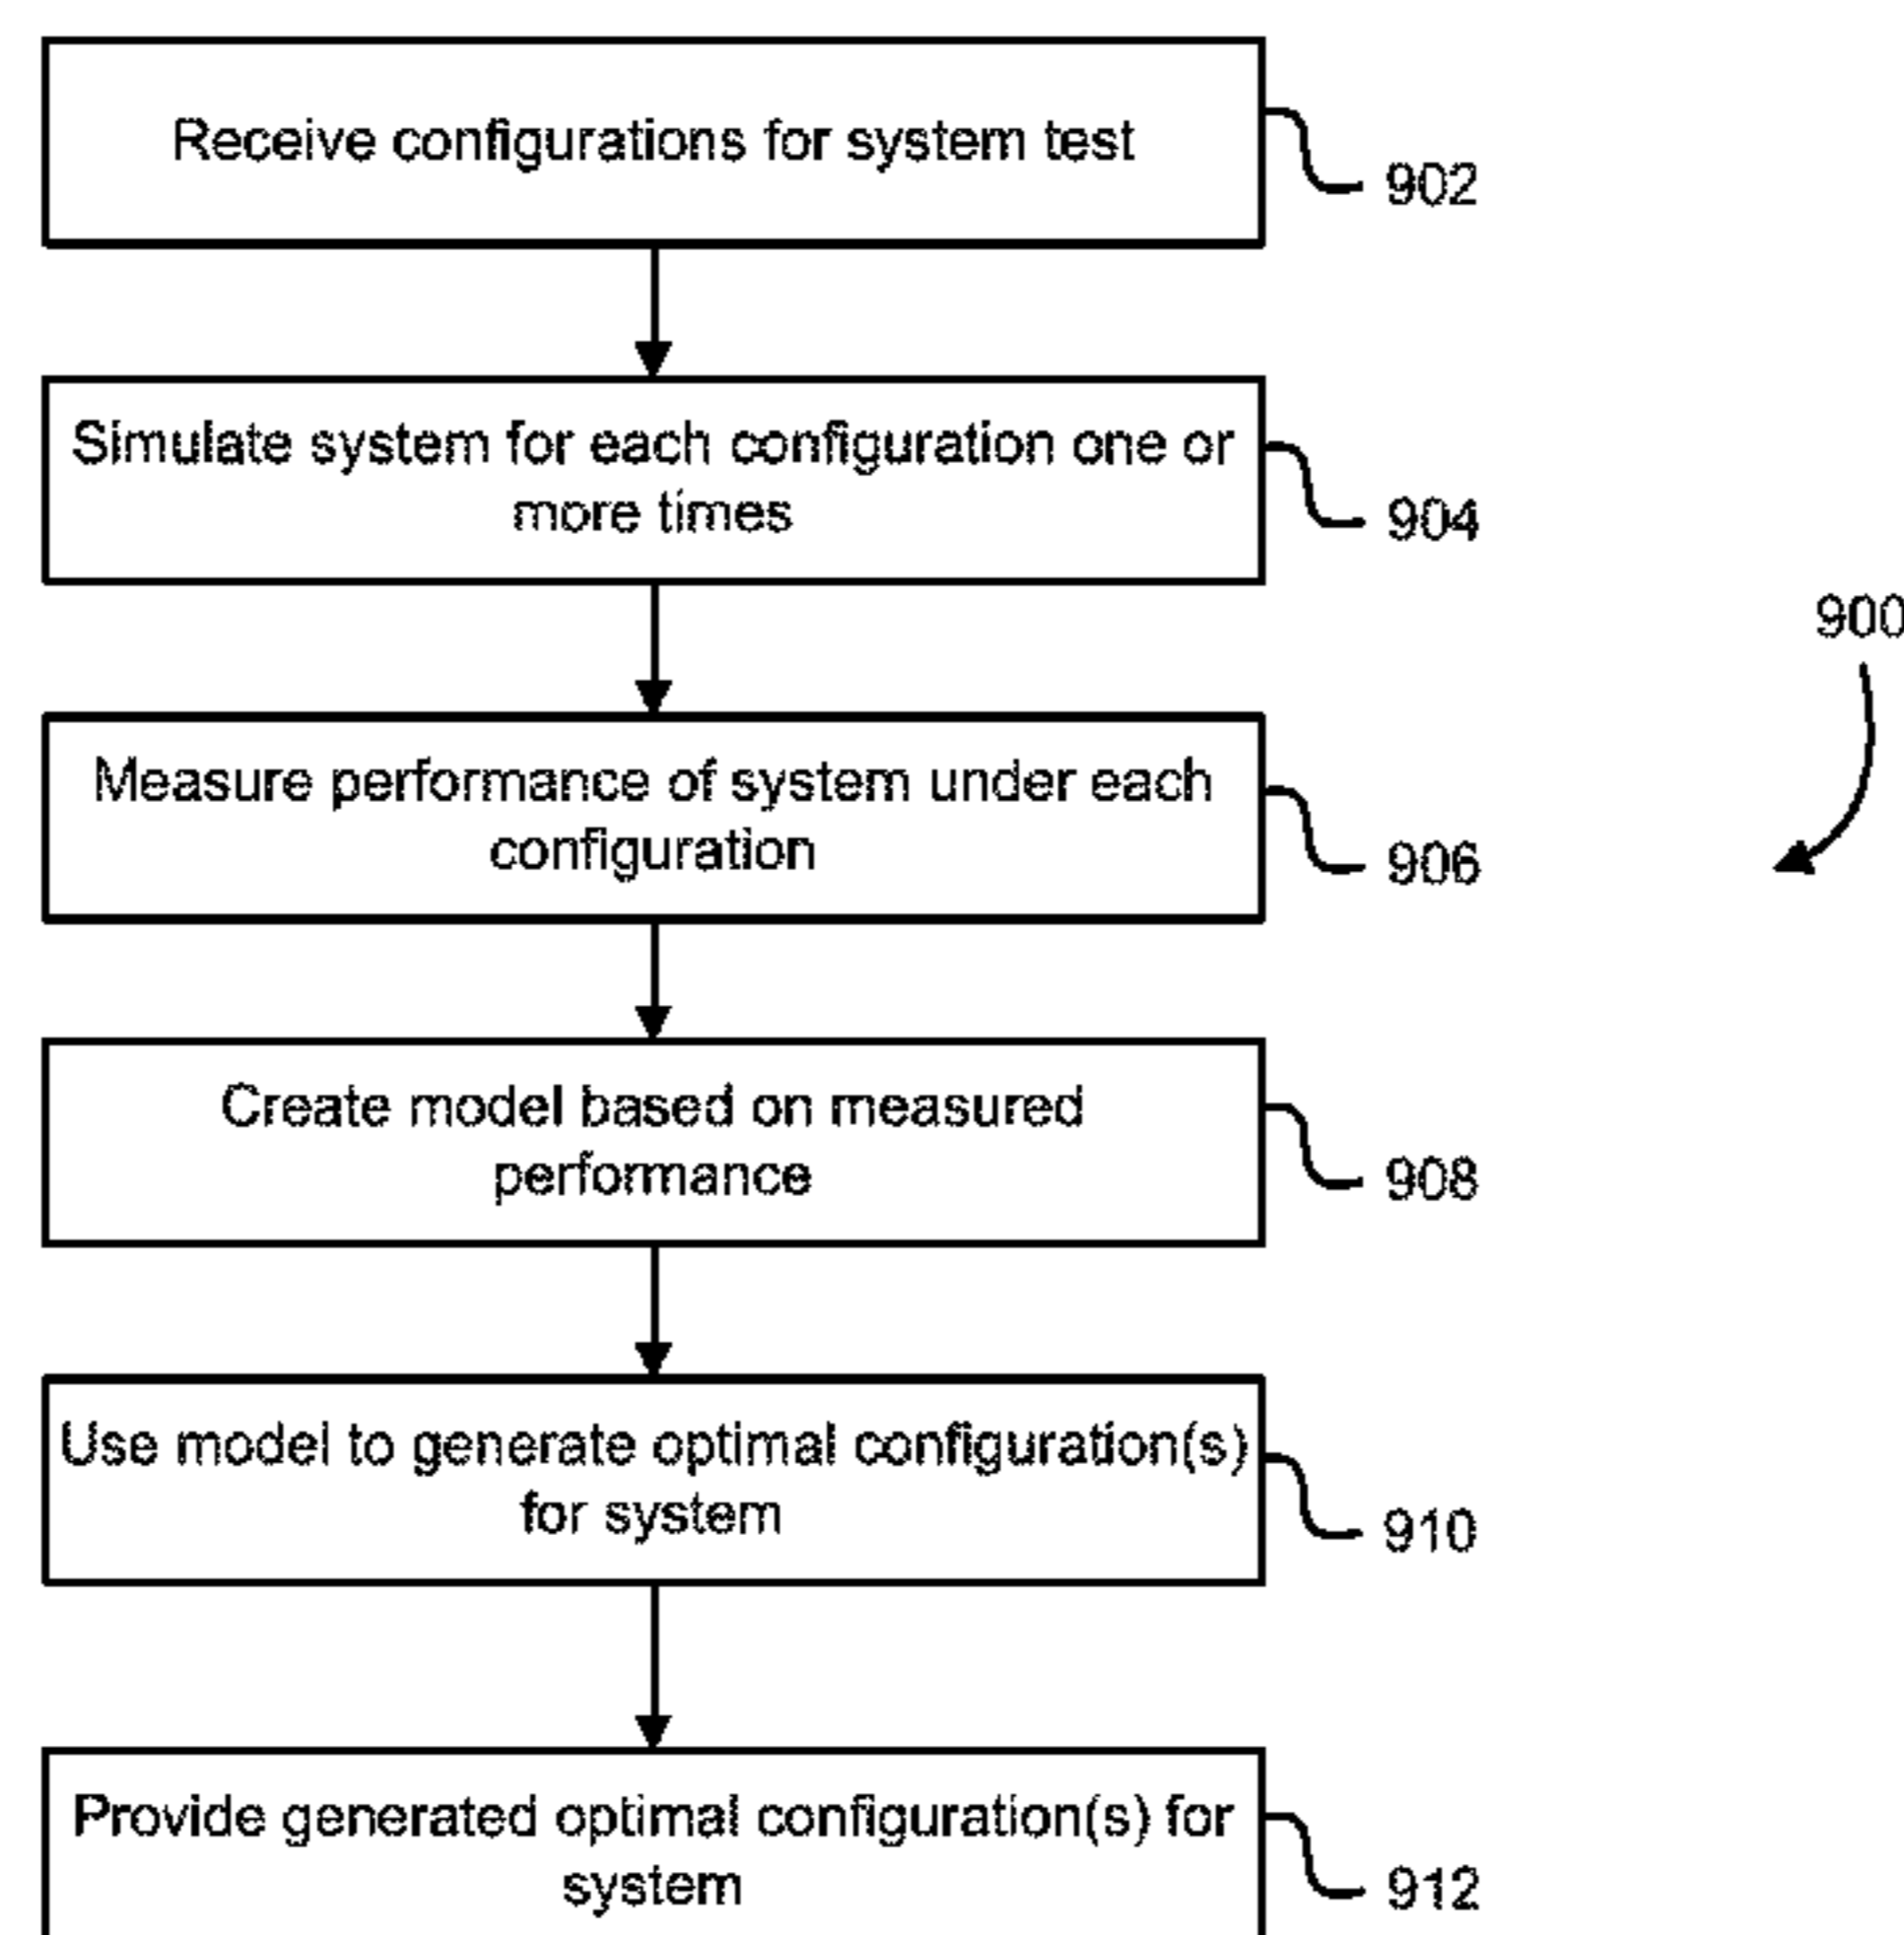 Receive configurations for system test
902
Simulate system for each configuration one or
more times
904
900
Measure performance of system under each
configuration
906
Create model based on measured
performance
908
Use model to generate optimal configuration(s)
for system
910
Provide generated optimal configuration(s) for
system
912